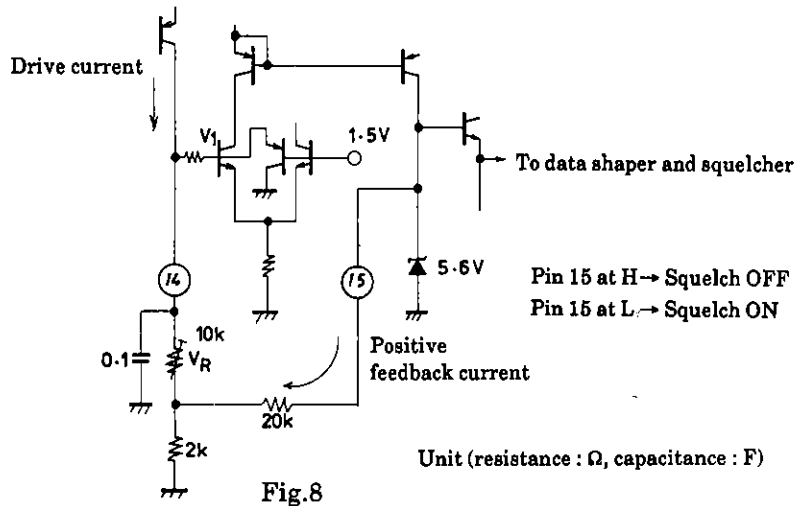 Drive current
V1
1·5V
To data shaper and squelcher
14
15
5·6V
Pin 15 at H→ Squelch OFF
Pin 15 at L→ Squelch ON
10k
0·1
VR
Positive
feedback current
20k
2k
Unit (resistance : Ω, capacitance : F)
Fig.8